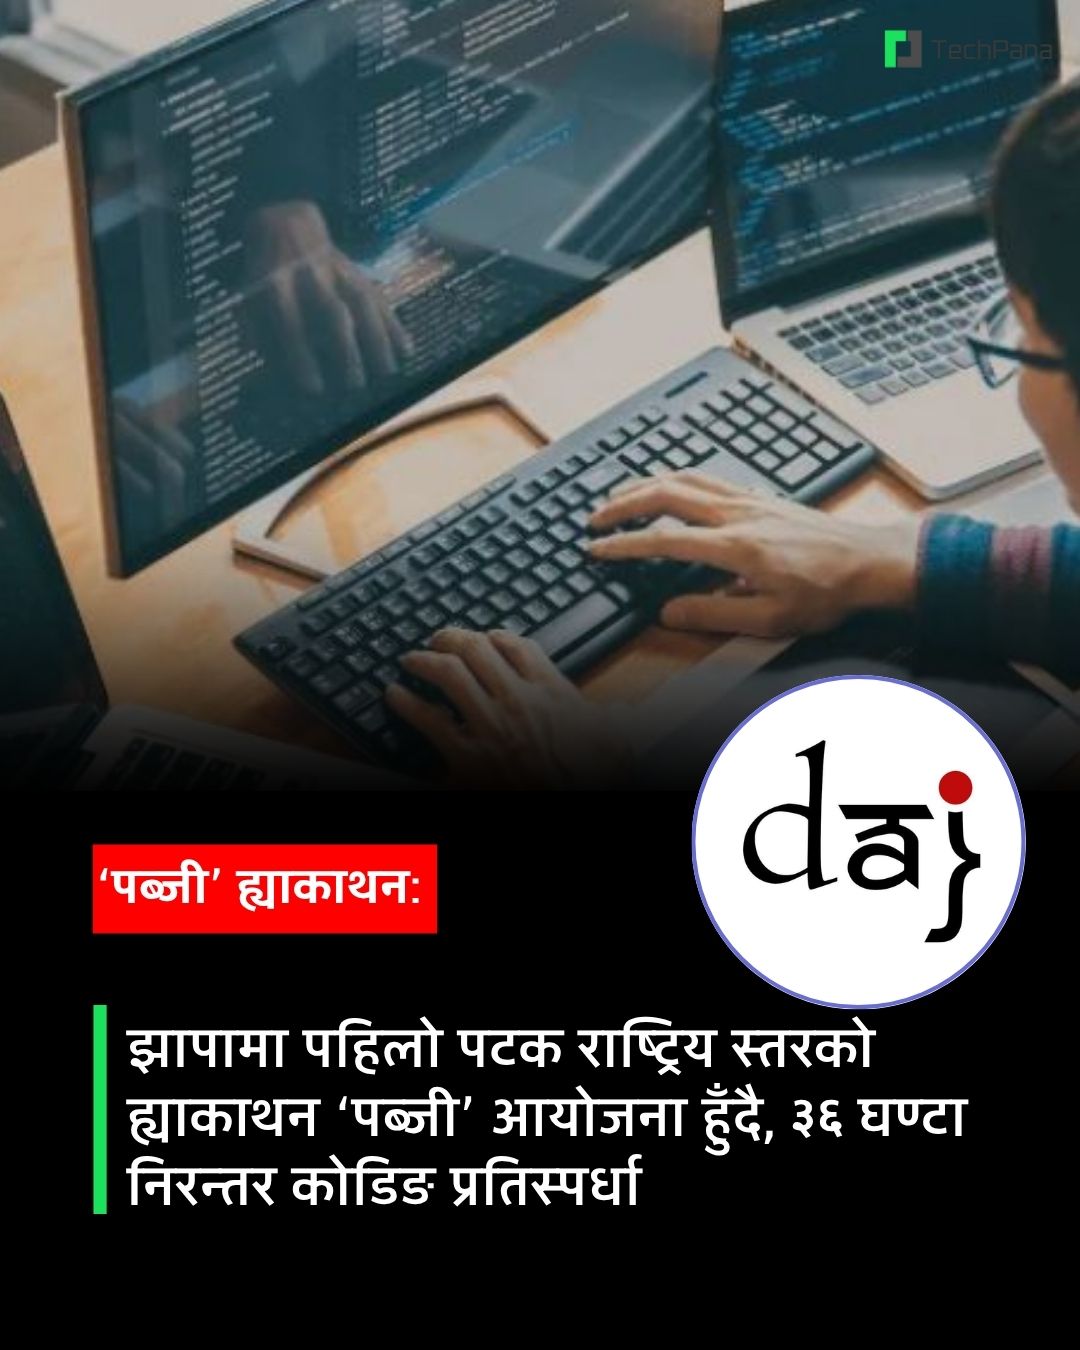 TechPana
daj
‘पब्जी’ ह्याकाथन:
झापामा पहिलो पटक राष्ट्रिय स्तरको
ह्याकाथन ‘पब्जी’ आयोजना हुँदै, ३६ घण्टा
निरन्तर कोडिङ प्रतिस्पर्धा